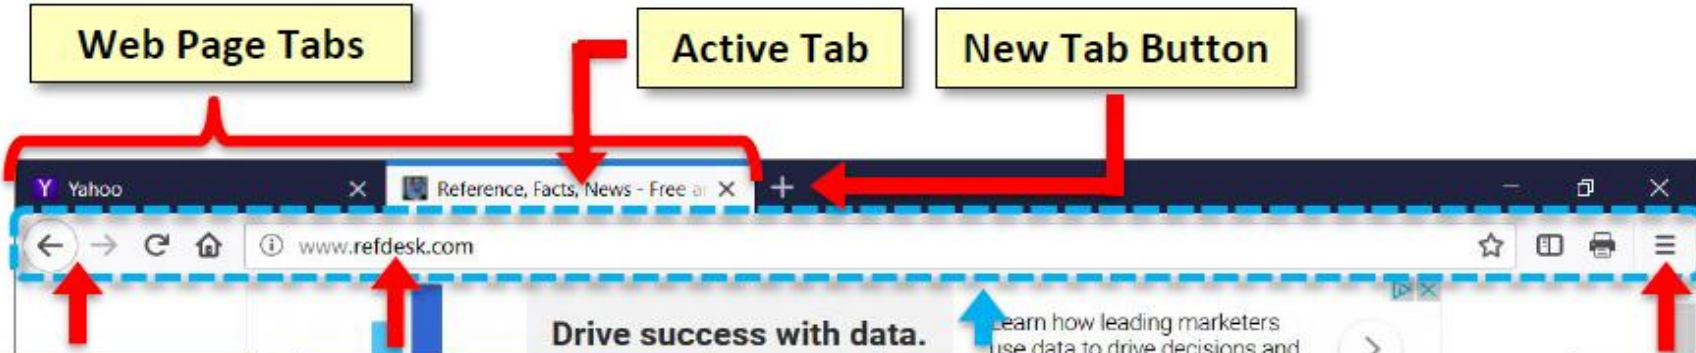 Web Page Tabs
Active Tab
New Tab Button
Y Yahoo
Reference, Facts, News - Free ar
www.refdesk.com
Drive success with data.
Learn how leading marketers
use data to drive decisions and